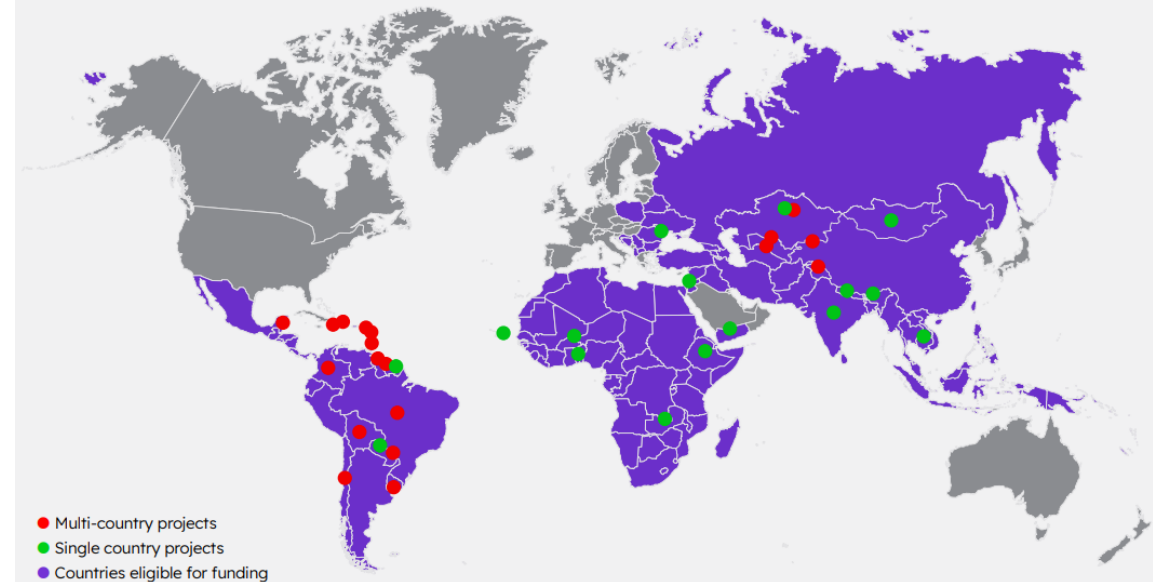 Multi-country projects
Single country projects
Countries eligible for funding